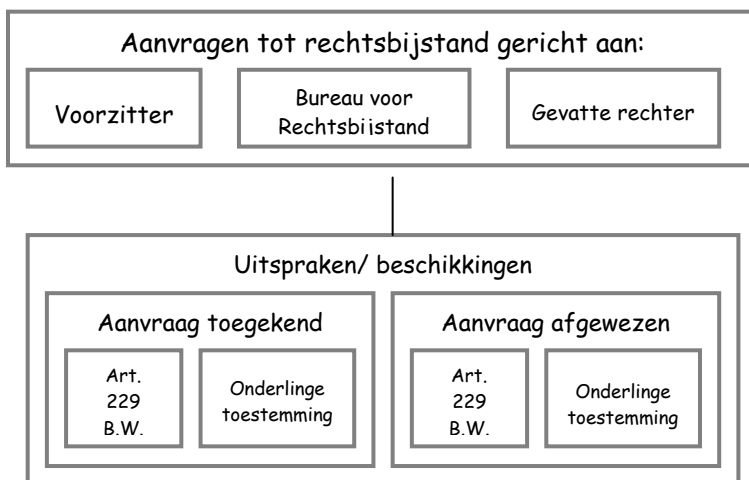 Aanvragen tot rechtsbijstand gericht aan:
Voorzitter
Bureau voor
Rechtsbijstand
Gevatte rechter
Uitspraken/ beschikkingen
Aanvraag toegekend
Art.
229
B.W.
Onderlinge
toestemming
Aanvraag afgewezen
Art.
229
B.W.
Onderlinge
toestemming